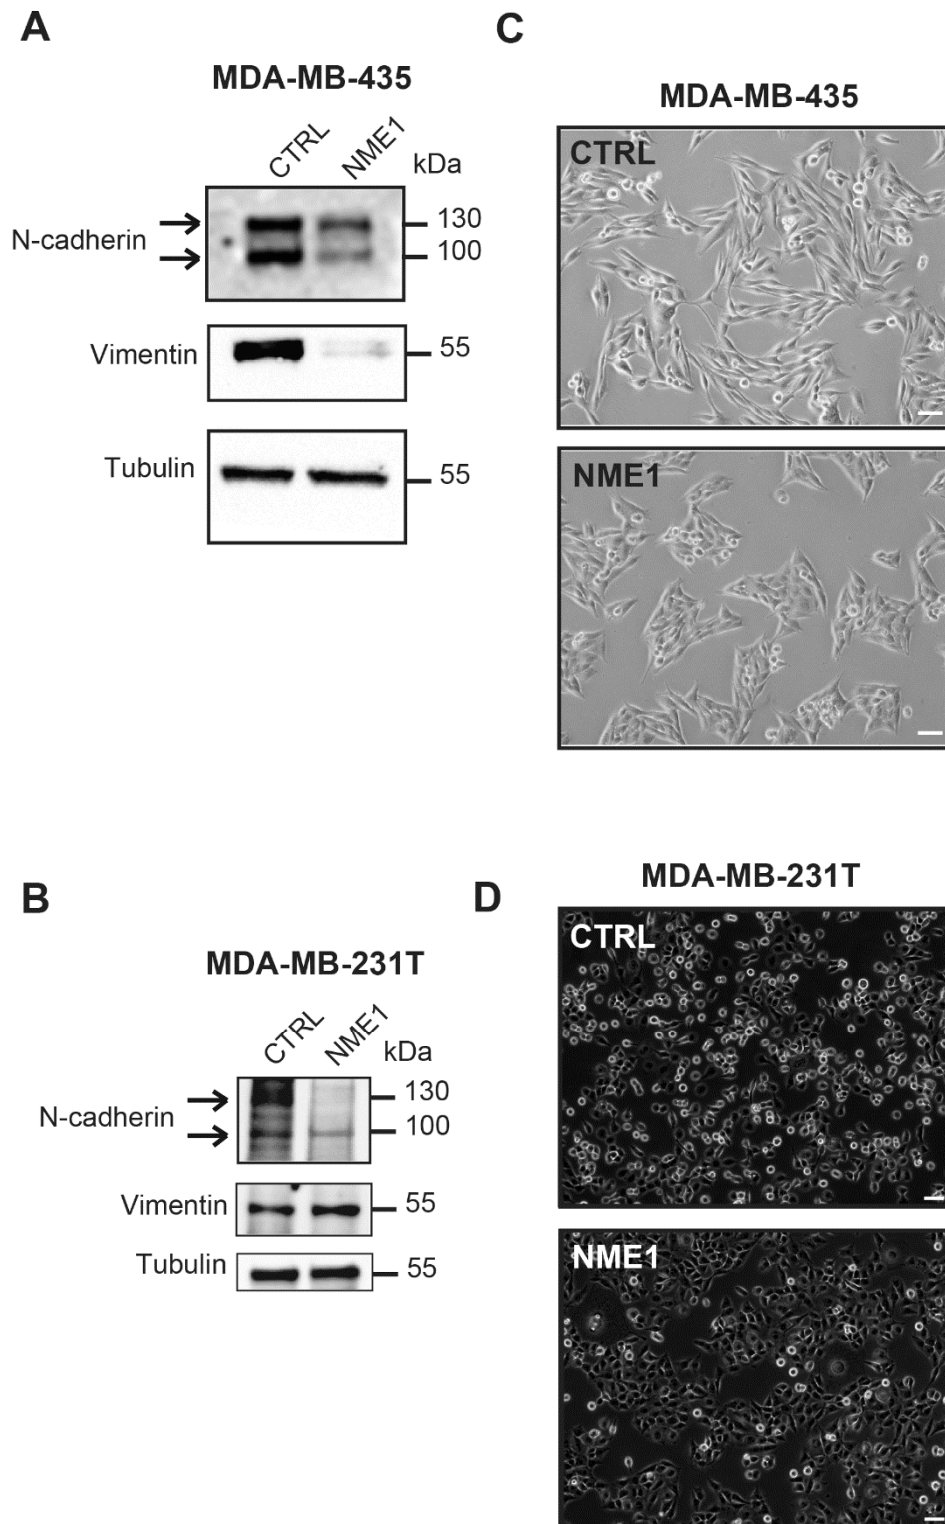 A
MDA-MB-435
CTRL NME1 kDa
N-cadherin 130
100
Vimentin 55
Tubulin 55
C
MDA-MB-435
CTRL
NME1
B
MDA-MB-231T
CTRL NME1 kDa
N-cadherin 130
100
Vimentin 55
Tubulin 55
D
MDA-MB-231T
CTRL
NME1